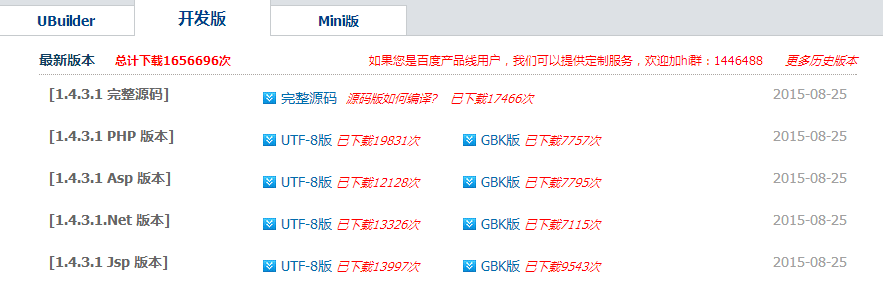 UBuilder 开发版 Mini版
最新版本 总计下载1656696次 如果您是百度产品线用户，我们可以提供定制服务，欢迎加hi群：1446488 更多历史版本
[1.4.3.1 完整源码] 完整源码 源码版如何编译? 已下载17466次 2015-08-25
[1.4.3.1 PHP 版本] UTF-8版 已下载19831次 GBK版 已下载7757次 2015-08-25
[1.4.3.1 Asp 版本] UTF-8版 已下载12128次 GBK版 已下载7795次 2015-08-25
[1.4.3.1.Net 版本] UTF-8版 已下载13326次 GBK版 已下载7115次 2015-08-25
[1.4.3.1 Jsp 版本] UTF-8版 已下载13997次 GBK版 已下载9543次 2015-08-25